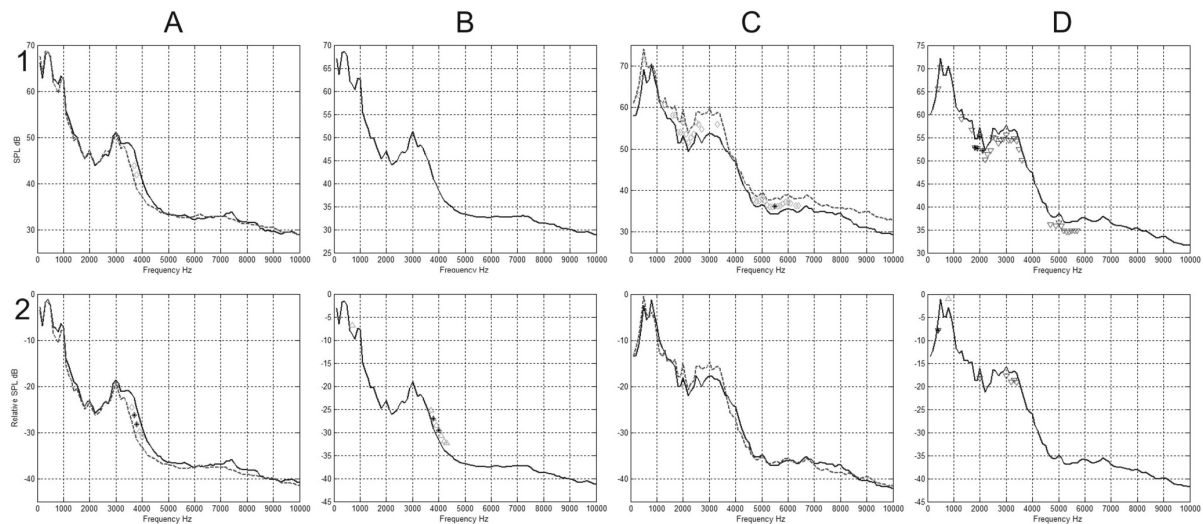 A B C D
1
70 60 50 40 30
SPL dB
0 1000 2000 3000 4000 5000 6000 7000 8000 9000 10000
Frequency Hz
70 65 60 55 50 45 40 35 30 25
0 1000 2000 3000 4000 5000 6000 7000 8000 9000 10000
Frequency Hz
70 60 50 40 30
0 1000 2000 3000 4000 5000 6000 7000 8000 9000 10000
Frequency Hz
75 70 65 60 55 50 45 40 35 30
0 1000 2000 3000 4000 5000 6000 7000 8000 9000 10000
Frequency Hz
2
0 -10 -20 -30 -40
Relative SPL dB
0 1000 2000 3000 4000 5000 6000 7000 8000 9000 10000
Frequency Hz
0 -5 -10 -15 -20 -25 -30 -35 -40 -45
0 1000 2000 3000 4000 5000 6000 7000 8000 9000 10000
Frequency Hz
0 -10 -20 -30 -40
0 1000 2000 3000 4000 5000 6000 7000 8000 9000 10000
Frequency Hz
0 -5 -10 -15 -20 -25 -30 -35 -40 -45
0 1000 2000 3000 4000 5000 6000 7000 8000 9000 10000
Frequency Hz